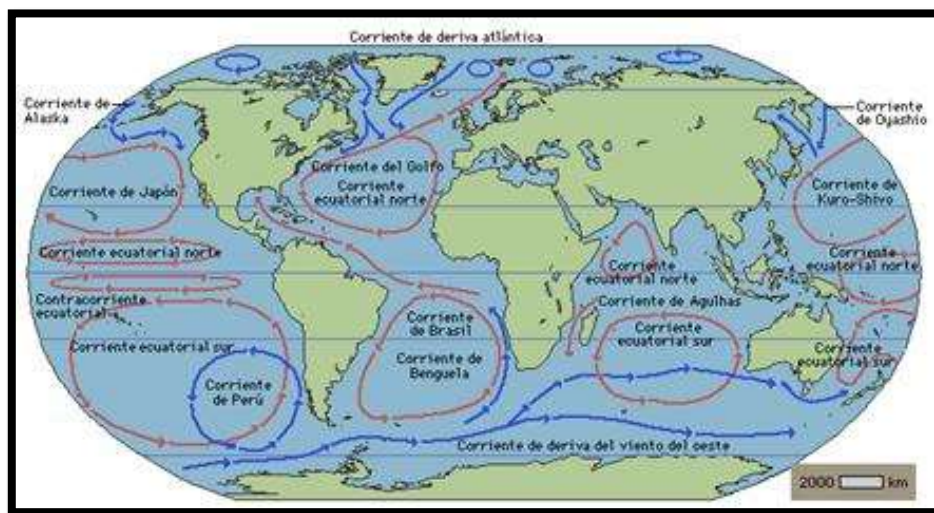 Corriente de deriva atlántica
Corriente de
Alaska
Corriente
de Oyashio
Corriente del Golfo
Corriente de Japón
Corriente
ecuatorial norte
Corriente de
Kuro-Shivo
Corriente ecuatorial norte
Corriente
ecuatorial norte
Corriente
ecuatorial norte
Contracorriente
ecuatorial
Corriente de Agulhas
Corriente
de Brasil
Corriente
ecuatorial sur
Corriente ecuatorial sur
Corriente
ecuatorial sur
Corriente de
Benguela
Corriente
de Perú
Corriente de deriva del viento del oeste
2000 km